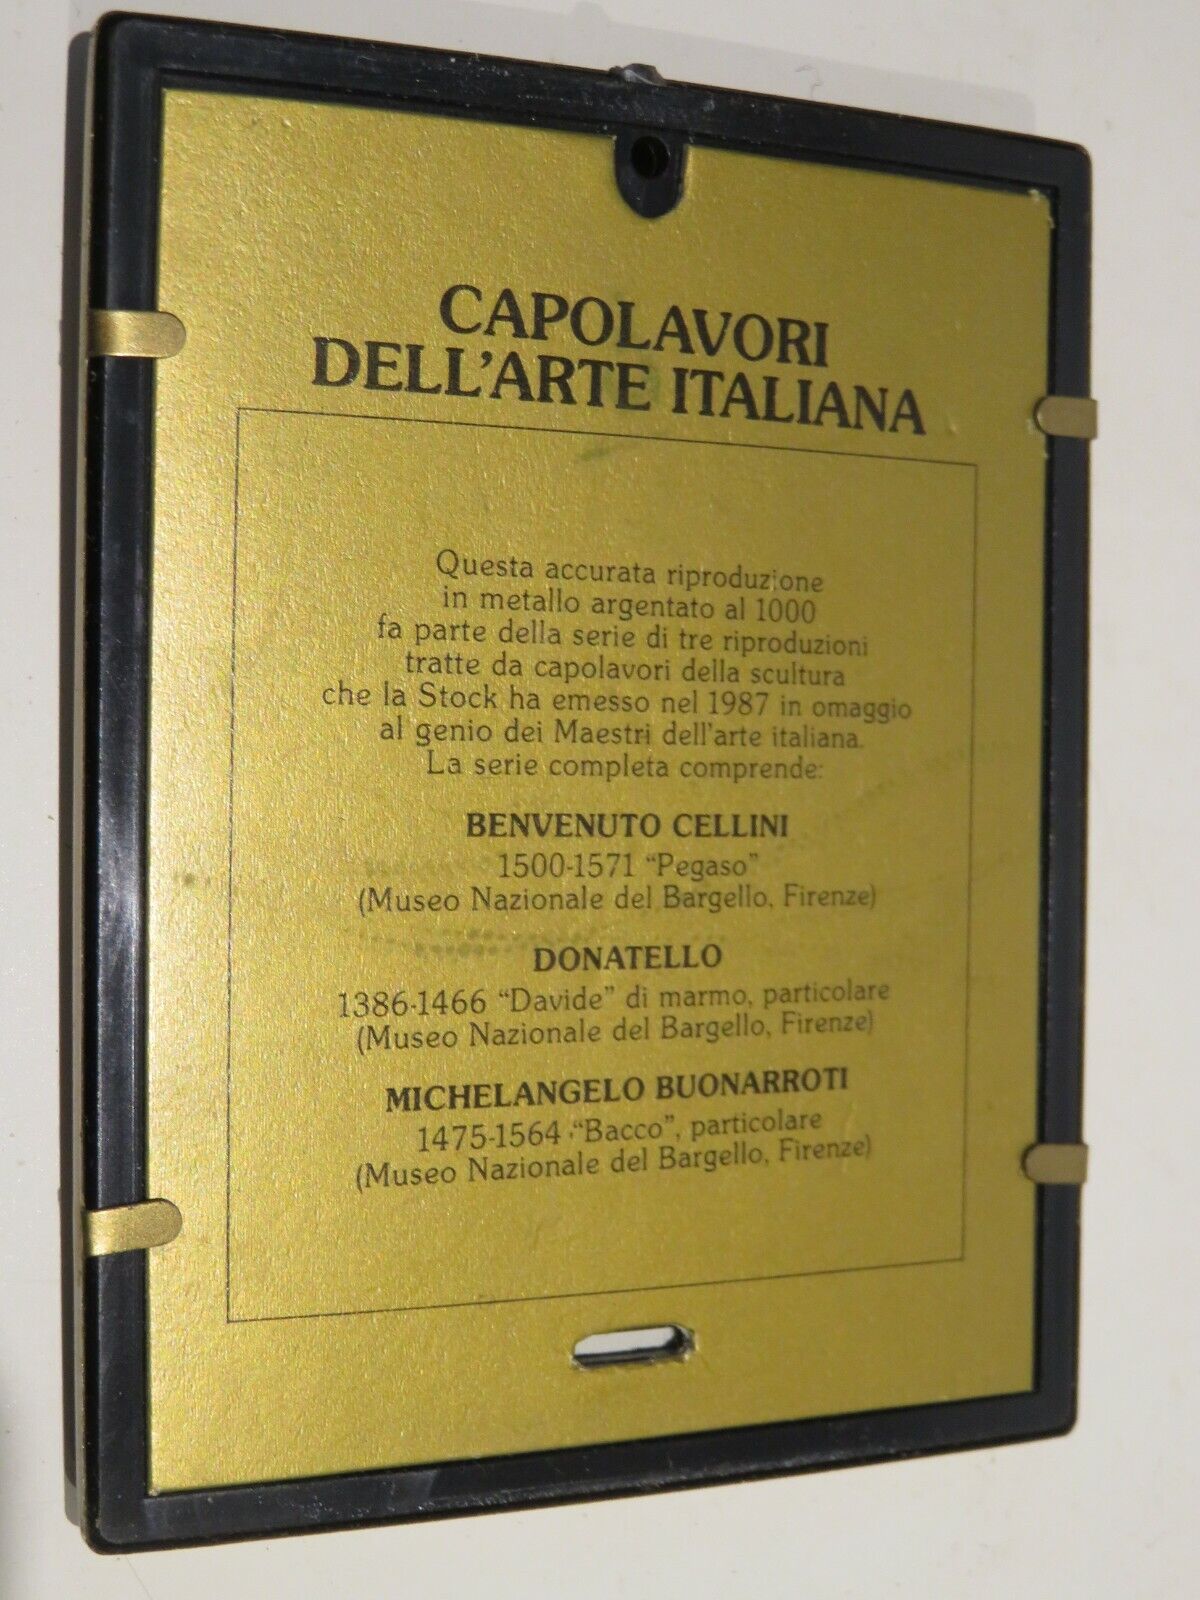 CAPOLAVORI
DELL'ARTE ITALIANA
Questa accurata riproduzione
in metallo argentato al 1000
fa parte della serie di tre riproduzioni
tratte da capolavori della scultura
che la Stock ha emesso nel 1987 in omaggio
al genio dei Maestri dell'arte italiana.
La serie completa comprende:
BENVENUTO CELLINI
1500-1571 “Pegaso”
(Museo Nazionale del Bargello, Firenze)
DONATELLO
1386-1466 “Davide” di marmo, particolare
(Museo Nazionale del Bargello, Firenze)
MICHELANGELO BUONARROTI
1475-1564 “Bacco”, particolare
(Museo Nazionale del Bargello, Firenze)